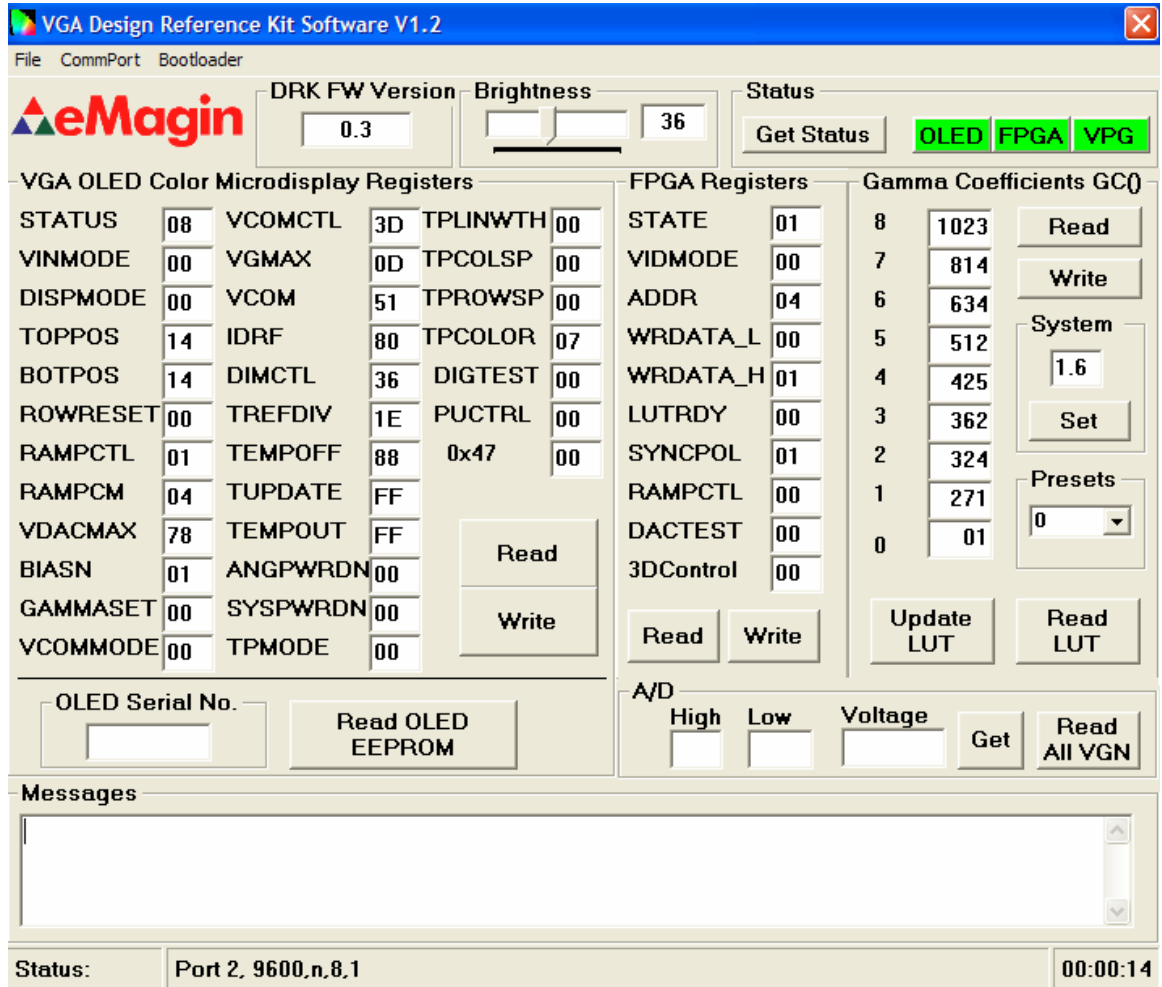 VGA Design Reference Kit Software V1.2
File CommPort Bootloader
eMagin
DRK FW Version
0.3
Brightness
36
Status
Get Status
OLED FPGA VPG
VGA OLED Color Microdisplay Registers
STATUS 08 VCOMCTL 3D TPLINWTH 00
VINMODE 00 VGMAX 0D TPCOLSP 00
DISPMODE 00 VCOM 51 TPROWSP 00
TOPPOS 14 IDRF 80 TPCOLOR 07
BOTPOS 14 DIMCTL 36 DIGTEST 00
ROWRESET 00 TREFDIV 1E PUCTRL 00
RAMPCTL 01 TEMPOFF 88 0x47 00
RAMPCM 04 TUPDATE FF
VDACMAX 78 TEMPOUT FF
BIASN 01 ANGPWRDN 00
GAMMASET 00 SYSPWRDN 00
VCOMMODE 00 TPMODE 00
Read
Write
OLED Serial No.
Read OLED
EEPROM
FPGA Registers
STATE 01
VIDMODE 00
ADDR 04
WRDATA_L 00
WRDATA_H 01
LUTRDY 00
SYNCPOL 01
RAMPCTL 00
DACTEST 00
3DControl 00
Read Write
Gamma Coefficients GC()
8 1023
7 814
6 634
5 512
4 425
3 362
2 324
1 271
0 01
Read
Write
System
1.6
Set
Presets
0
Update
LUT
Read
LUT
A/D
High Low Voltage
Get
Read
All VGN
Messages
Status: Port 2, 9600,n,8,1 00:00:14